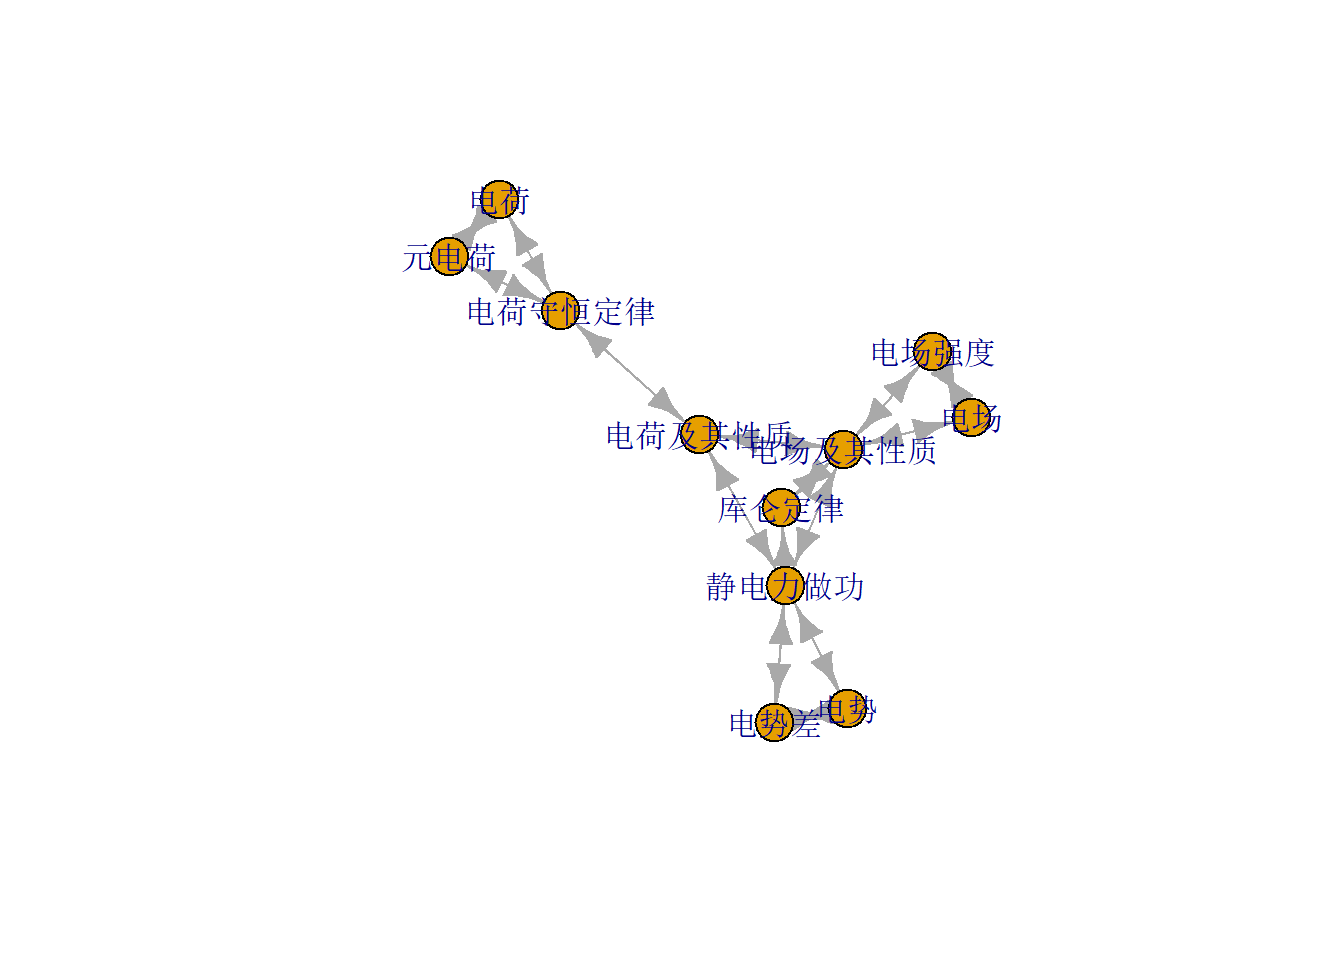 电荷
元电荷
电荷守恒定律
电场强度
电场
电荷及其性质
电场及其性质
库仑定律
静电力做功
电势
电势差